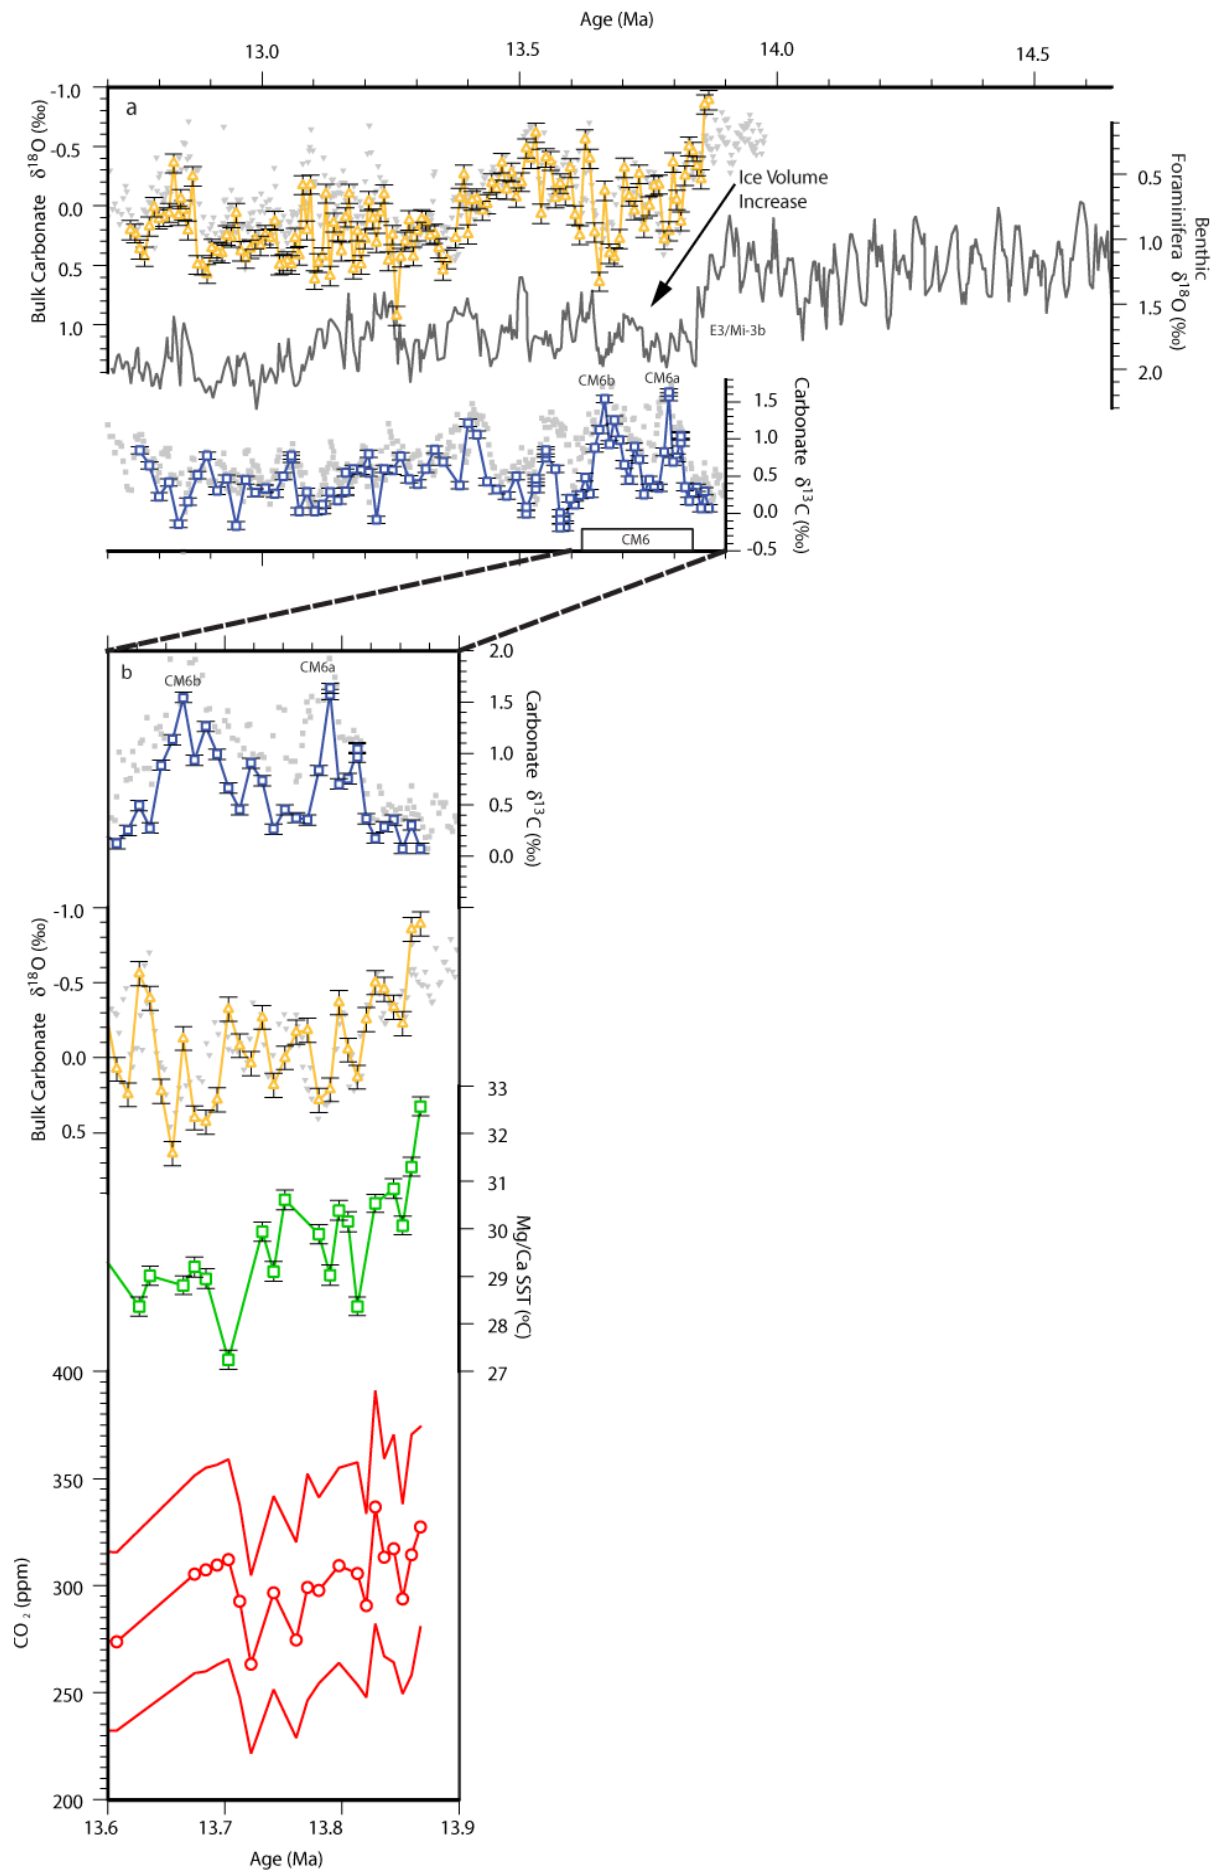 Age (Ma)
13.0 13.5 14.0 14.5
a
-1.0
-0.5
0.0
0.5
1.0
Bulk Carbonate δ18O (‰)
Ice Volume
Increase
E3/Mi-3b
0.5
1.0
1.5
2.0
Benthic
Foraminifera δ18O (‰)
CM6b CM6a
1.5
1.0
0.5
0.0
-0.5
Carbonate δ13C (‰)
CM6
b
CM6b CM6a
2.0
1.5
1.0
0.5
0.0
Carbonate δ13C (‰)
-1.0
-0.5
0.0
0.5
Bulk Carbonate δ18O (‰)
33
32
31
30
29
28
27
Mg/Ca SST (ºC)
400
350
300
250
200
CO2 (ppm)
13.6 13.7 13.8 13.9
Age (Ma)